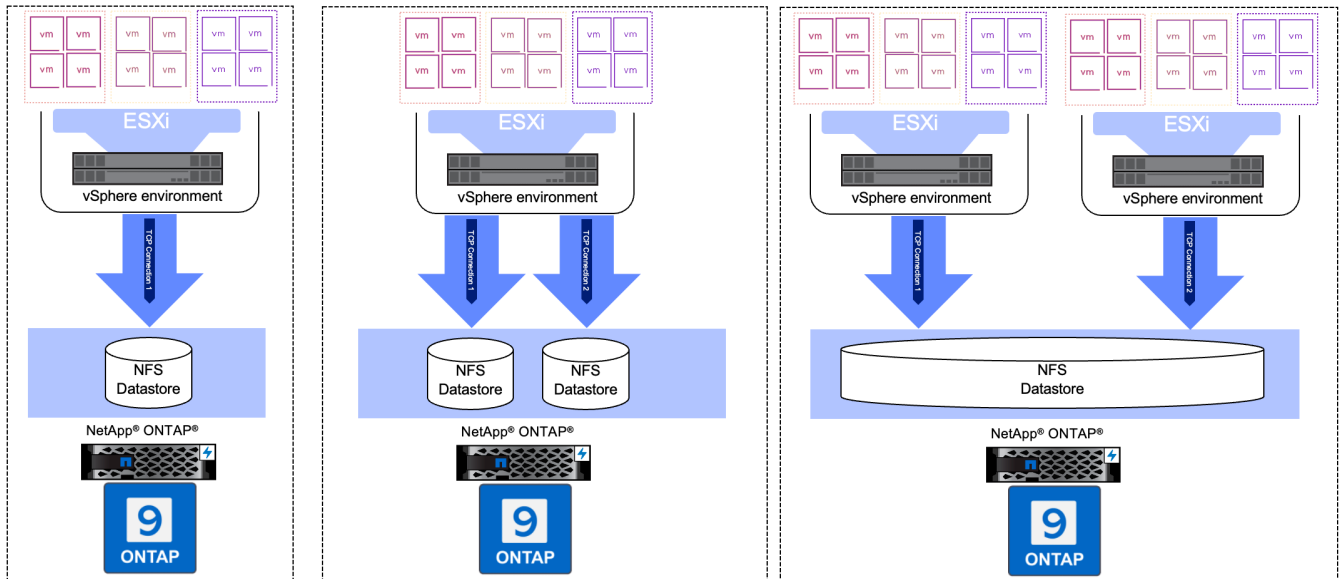 vm vm vm vm vm vm
vm vm vm vm vm vm
ESXi
vSphere environment
TCP Connection 1
NFS
Datastore
NetApp® ONTAP®
9
ONTAP
vm vm vm vm vm vm
vm vm vm vm vm vm
ESXi
vSphere environment
TCP Connection 1
TCP Connection 2
NFS
Datastore
NFS
Datastore
NetApp® ONTAP®
9
ONTAP
vm vm vm vm vm vm
vm vm vm vm vm vm
ESXi
vSphere environment
TCP Connection 1
vm vm vm vm vm vm
vm vm vm vm vm vm
ESXi
vSphere environment
TCP Connection 2
NFS
Datastore
NetApp® ONTAP®
9
ONTAP